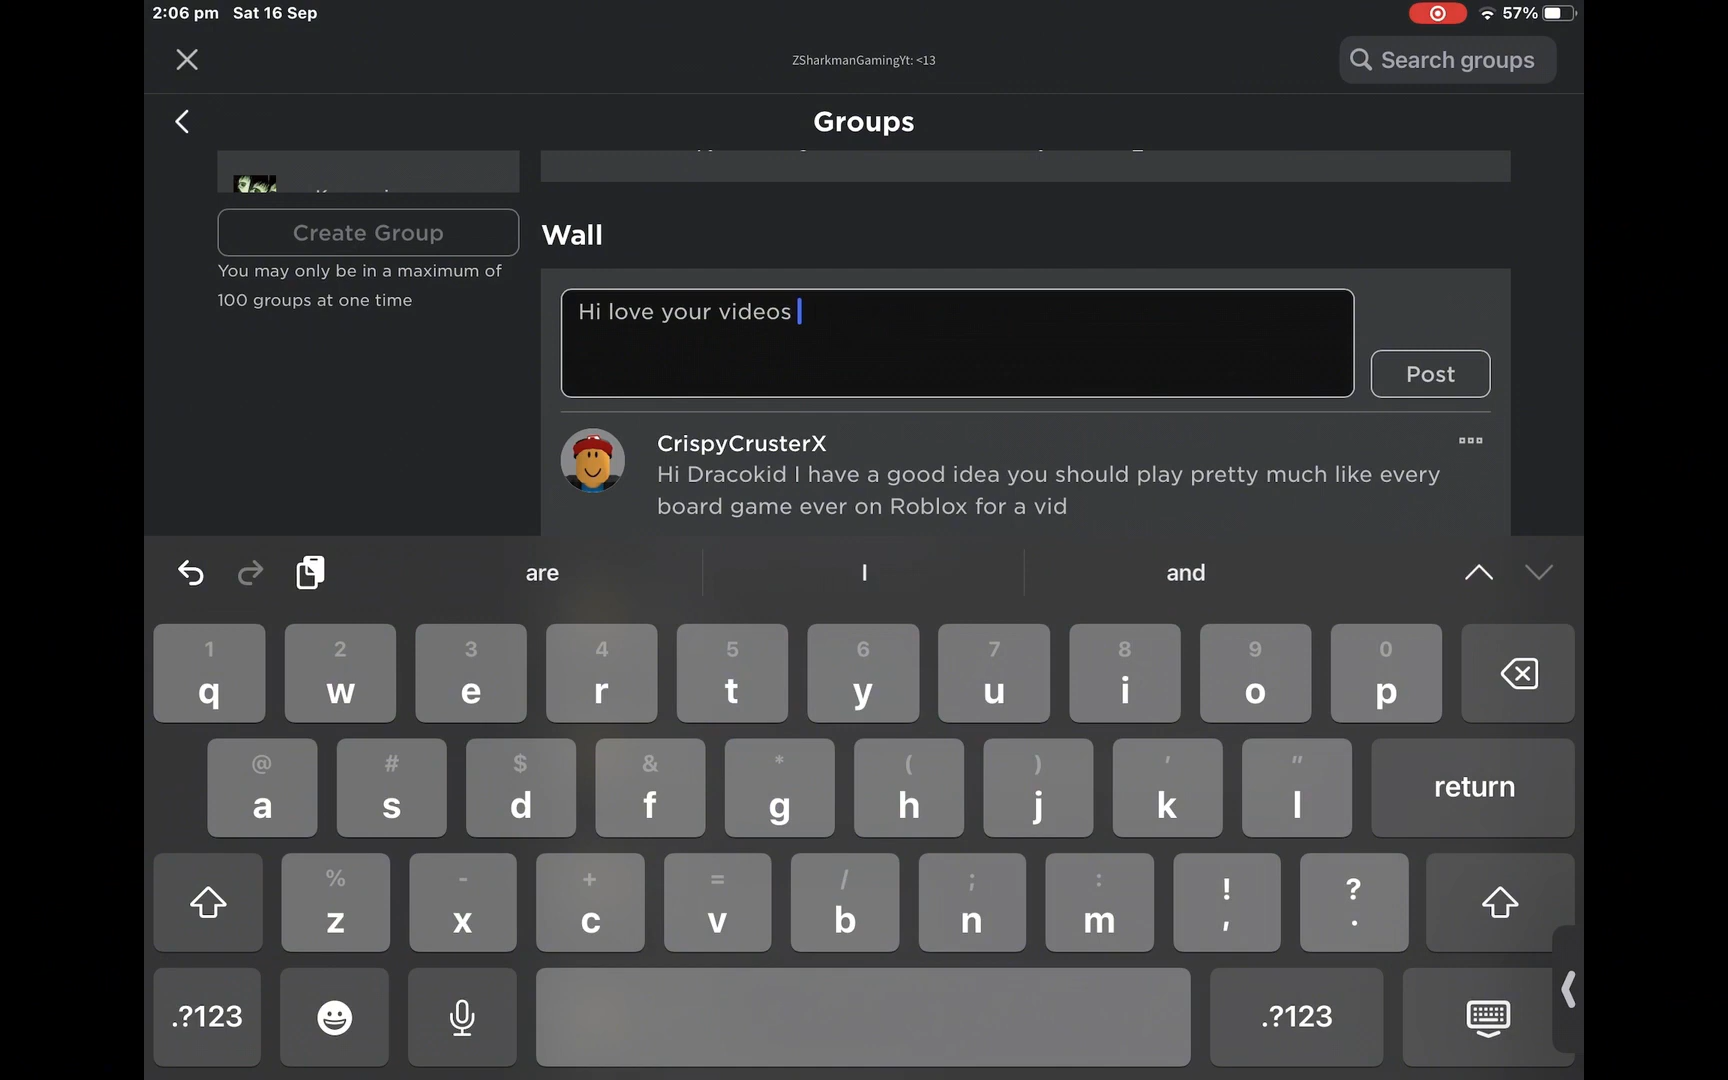 2:06 pm Sat 16 Sep
57%
ZSharkmanGamingYt: <13
Search groups
Groups
Create Group
You may only be in a maximum of
100 groups at one time
Wall
Hi love your videos
Post
CrispyCrusterX
Hi Dracokid I have a good idea you should play pretty much like every
board game ever on Roblox for a vid
are I and
1 2 3 4 5 6 7 8 9 0
q w e r t y u i o p
@ # $ & * ( ) ' "
a s d f g h j k l return
% - + = / ; : ! ?
z x c v b n m , .
.?123 .?123